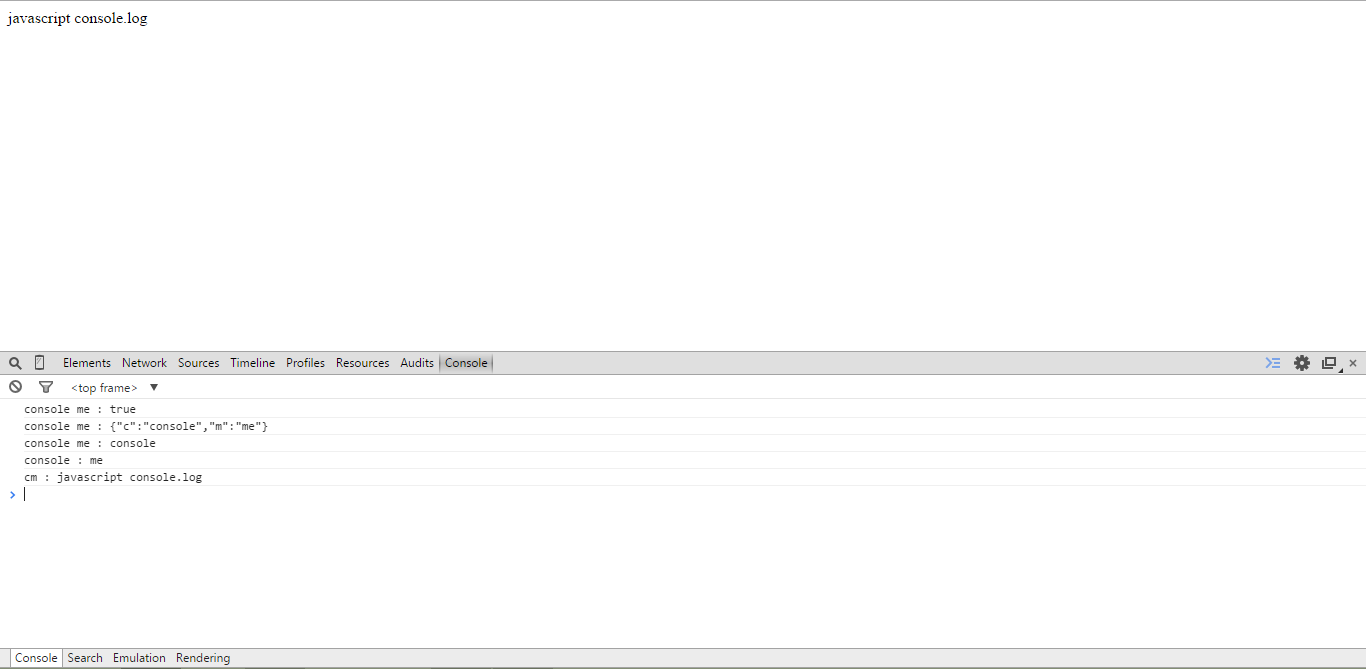 javascript console.log
Elements Network Sources Timeline Profiles Resources Audits Console
<top frame> ▼
console me : true
console me : {"c":"console","m":"me"}
console me : console
console : me
cm : javascript console.log
Console Search Emulation Rendering